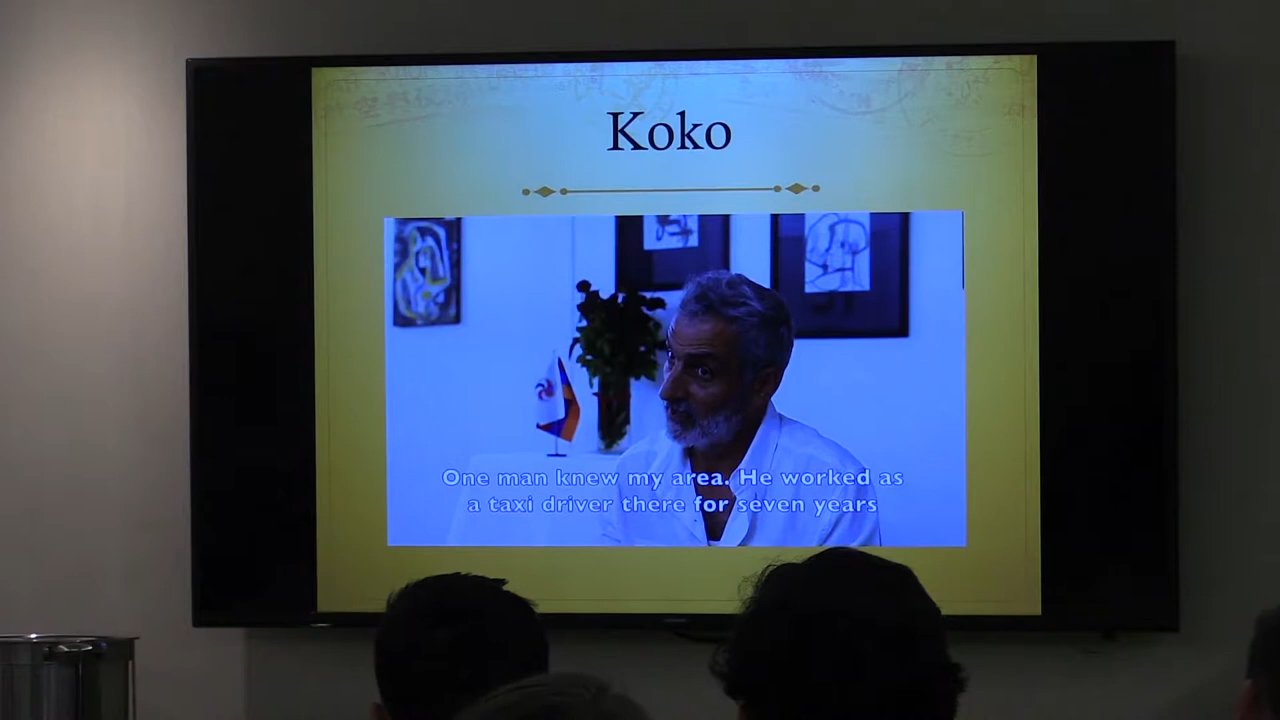 Koko
One man knew my area. He worked as
a taxi driver there for seven years